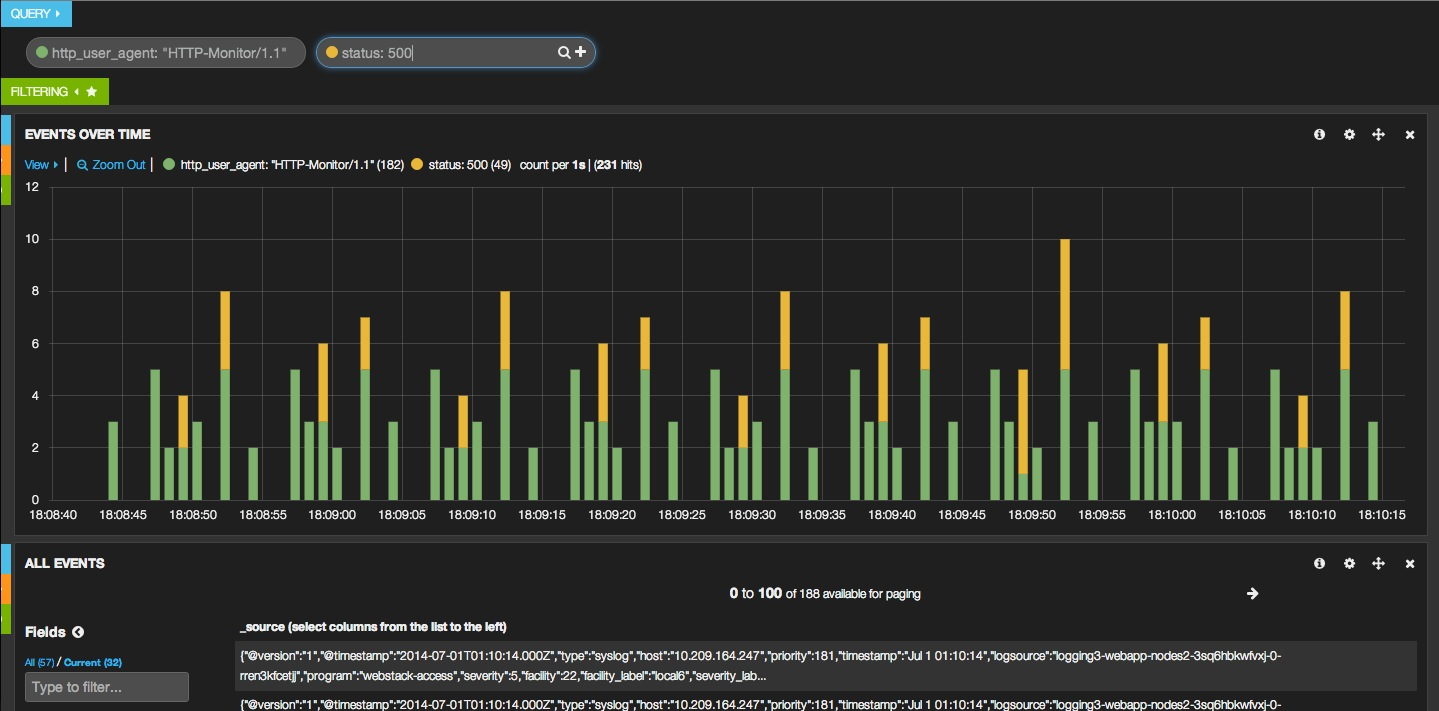 QUERY
http_user_agent: "HTTP-Monitor/1.1" status: 500
FILTERING
EVENTS OVER TIME
View | Zoom Out | http_user_agent: "HTTP-Monitor/1.1" (182) status: 500 (49) count per 1s | (231 hits)
12
10
8
6
4
2
0
18:08:40 18:08:45 18:08:50 18:08:55 18:09:00 18:09:05 18:09:10 18:09:15 18:09:20 18:09:25 18:09:30 18:09:35 18:09:40 18:09:45 18:09:50 18:09:55 18:10:00 18:10:05 18:10:10 18:10:15
ALL EVENTS
0 to 100 of 188 available for paging
Fields
All (57) / Current (32)
Type to filter...
_source (select columns from the list to the left)
{"@version":"1","@timestamp":"2014-07-01T01:10:14.000Z","type":"syslog","host":"10.209.164.247","priority":181,"timestamp":"Jul 1 01:10:14","logsource":"logging3-webapp-nodes2-3sq6hbkwfvxj-0-
rren3kfcetjj","program":"webstack-access","severity":5,"facility":22,"facility_label":"local6","severity_lab...
{"@version":"1","@timestamp":"2014-07-01T01:10:14.000Z","type":"syslog","host":"10.209.164.247","priority":181,"timestamp":"Jul 1 01:10:14","logsource":"logging3-webapp-nodes2-3sq6hbkwfvxj-0-